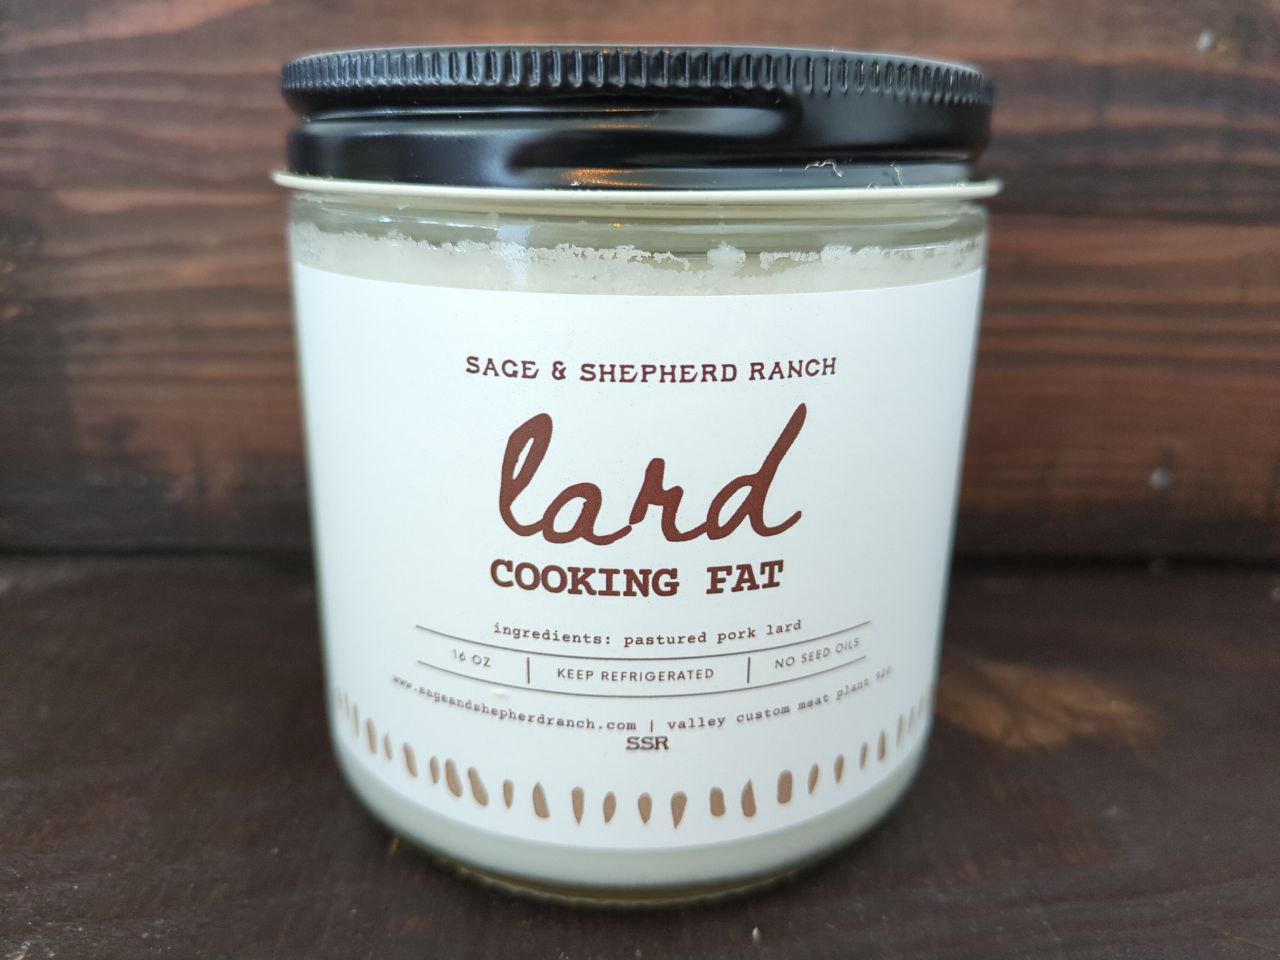 SAGE & SHEPHERD RANCH
lard
COOKING FAT
ingredients: pastured pork lard
16 OZ | KEEP REFRIGERATED | NO SEED OILS
www.sageandshepherdranch.com | valley custom meat plant
SSR